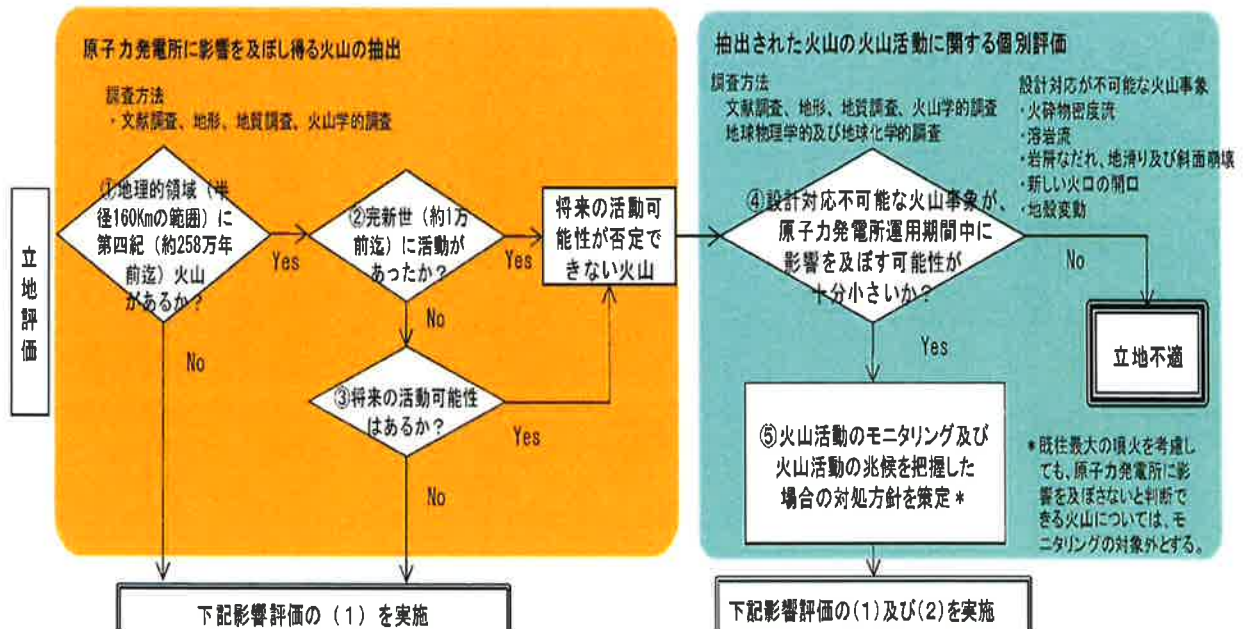 原子力発電所に影響を及ぼし得る火山の抽出
調査方法
・文献調査、地形、地質調査、火山学的調査
立地評価
①地理的領域（半
径160Kmの範囲）に
第四紀（約258万年
前迄）火山
があるか？
Yes
No
②完新世（約1万
前迄）に活動が
あったか？
Yes
No
将来の活動可
能性が否定で
きない火山
③将来の活動可能性
はあるか？
Yes
No
下記影響評価の（1）を実施
抽出された火山の火山活動に関する個別評価
調査方法
文献調査、地形、地質調査、火山学的調査
地球物理学的及び地球化学的調査
設計対応が不可能な火山事象
・火砕物密度流
・溶岩流
・岩屑なだれ、地滑り及び斜面崩壊
・新しい火口の開口
・地殻変動
④設計対応不可能な火山事象が、
原子力発電所運用期間中に
影響を及ぼす可能性が
十分小さいか？
No
Yes
立地不適
⑤火山活動のモニタリング及び
火山活動の兆候を把握した
場合の対処方針を策定＊
＊既往最大の噴火を考慮し
ても、原子力発電所に影
響を及ぼさないと判断で
きる火山については、モ
ニタリングの対象外とする。
下記影響評価の(1)及び(2)を実施